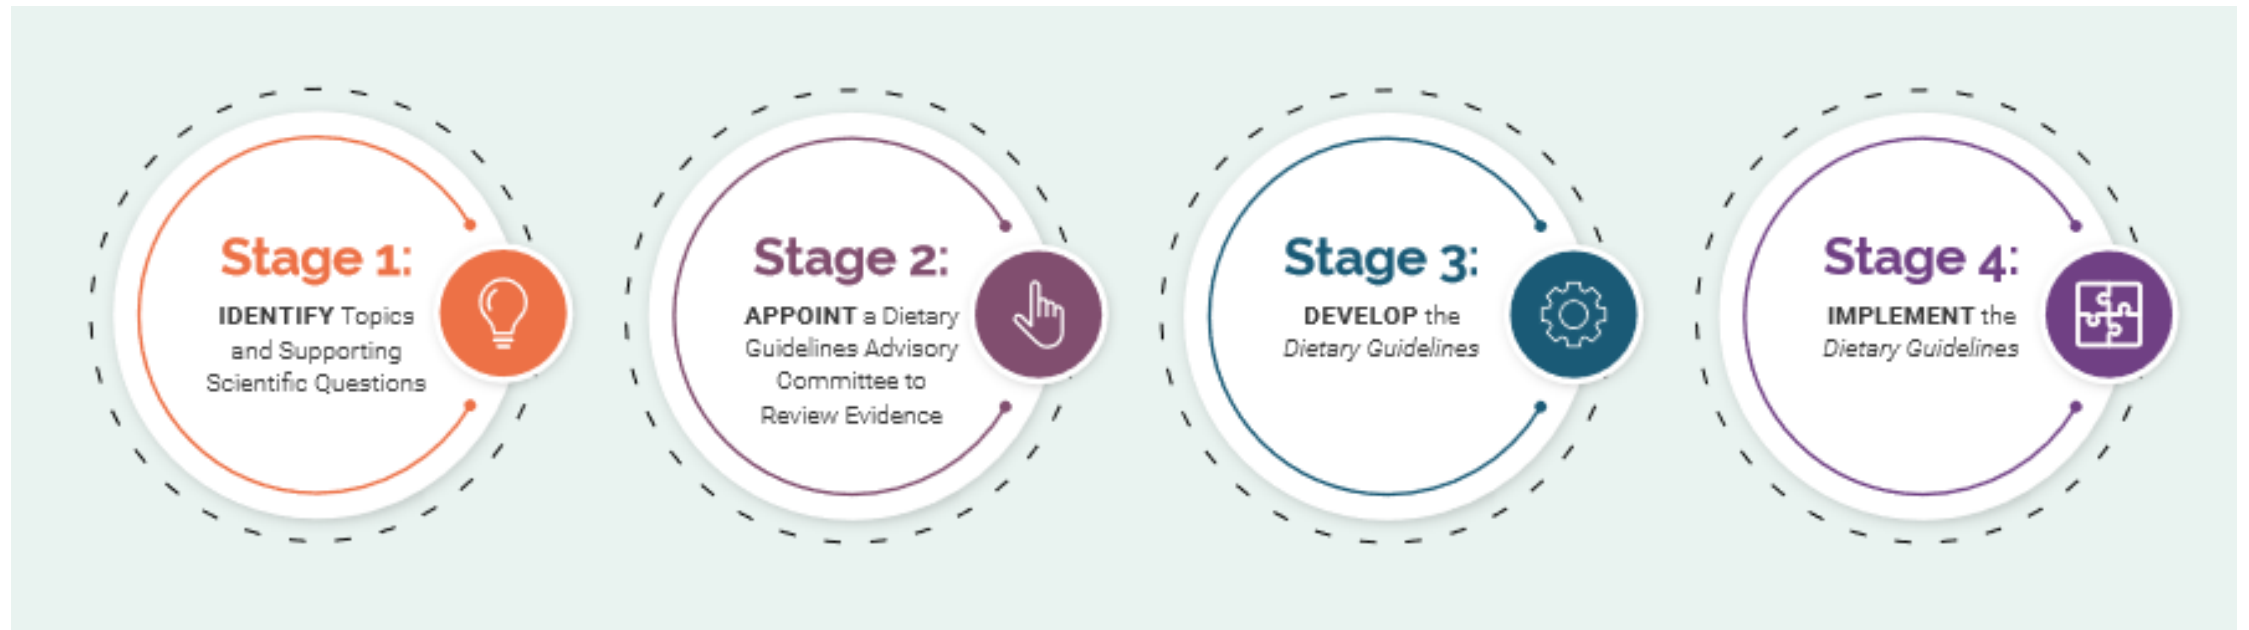 Stage 1:
IDENTIFY Topics
and Supporting
Scientific Questions
Stage 2:
APPOINT a Dietary
Guidelines Advisory
Committee to
Review Evidence
Stage 3:
DEVELOP the
Dietary Guidelines
Stage 4:
IMPLEMENT the
Dietary Guidelines